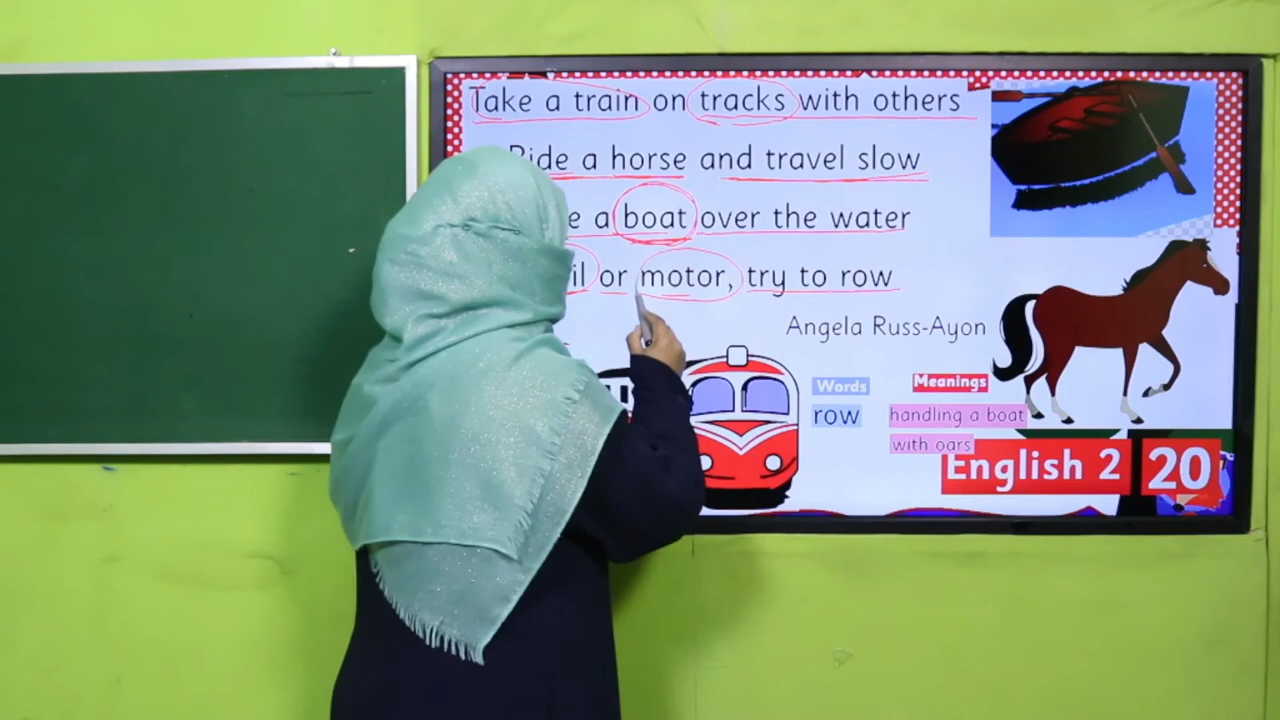 Take a train on tracks with others
Ride a horse and travel slow
a boat over the water
or motor, try to row
Angela Russ-Ayon
Words
Meanings
row
handling a boat
with oars
English 2
20